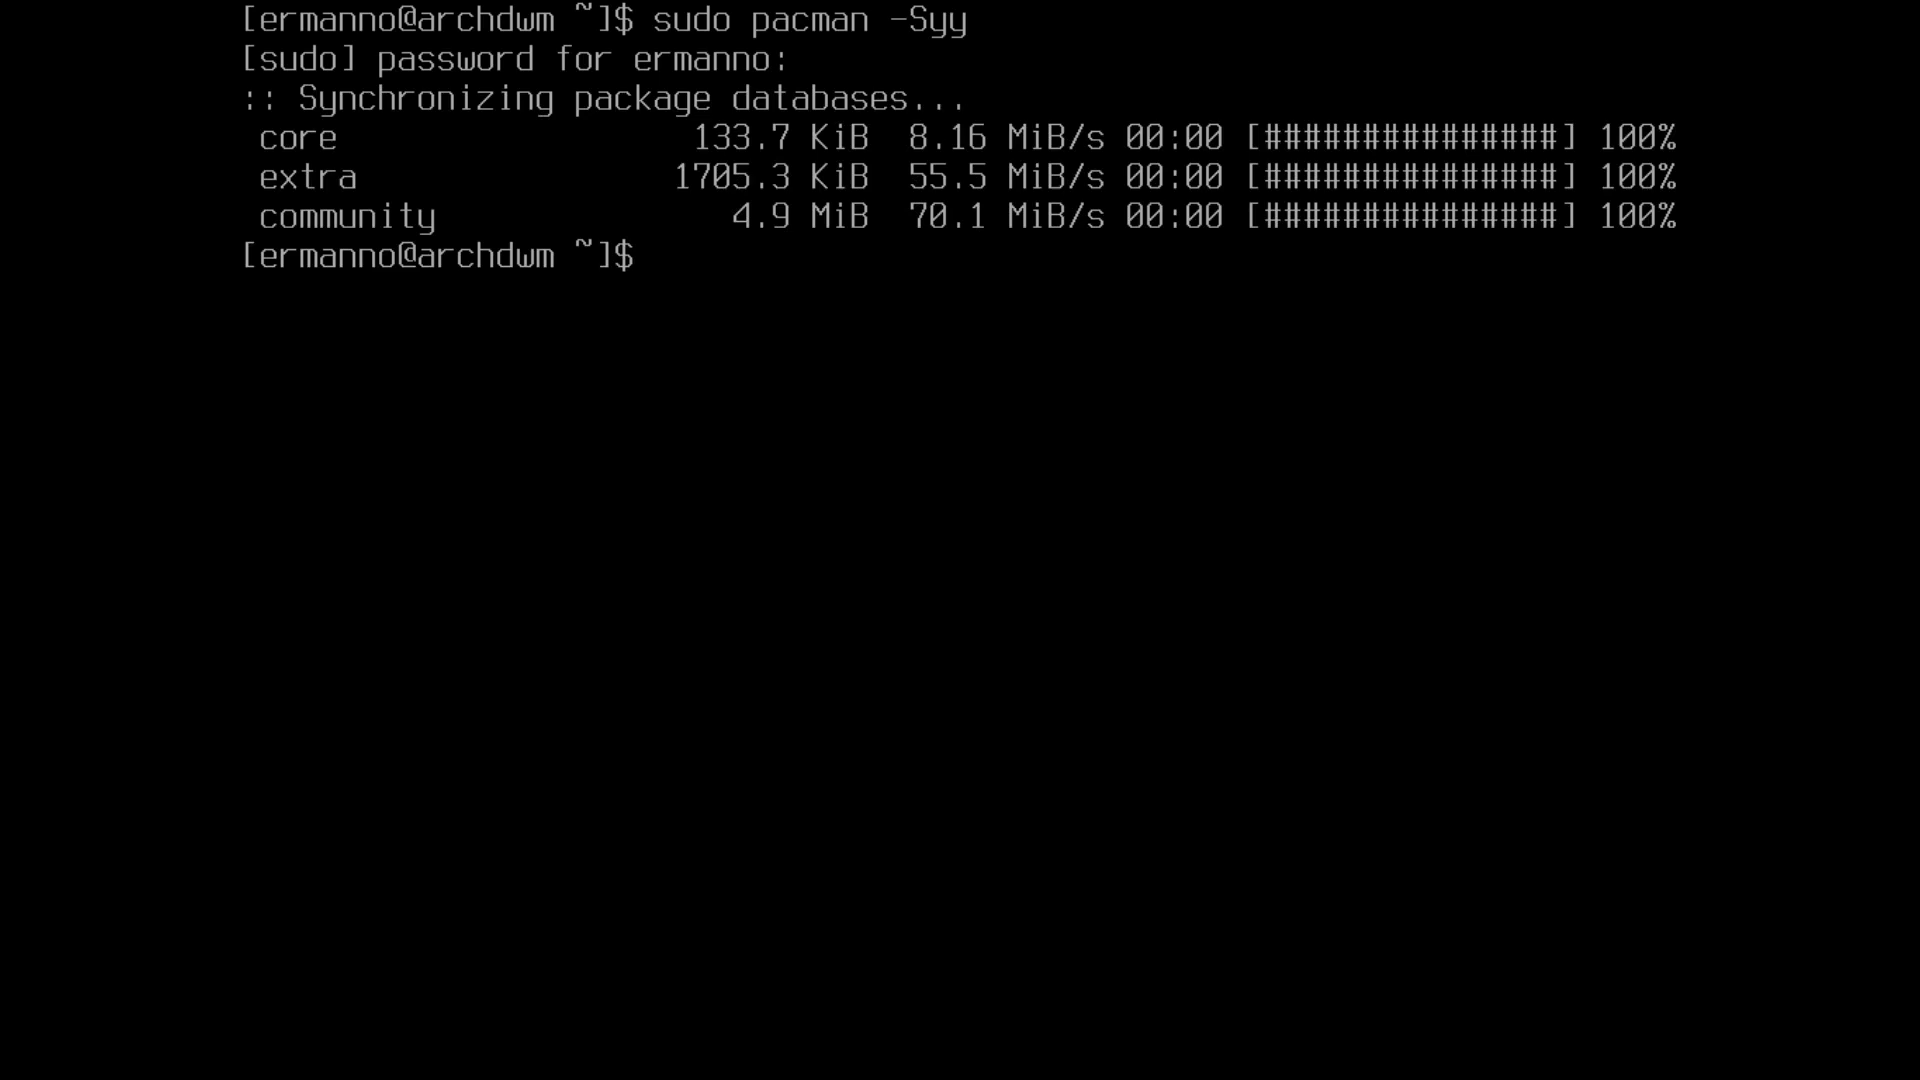 [ermanno@archdwm ~]$ sudo pacman -Syy
[sudo] password for ermanno:
:: Synchronizing package databases...
 core                  133.7 KiB  8.16 MiB/s 00:00 [###############] 100%
 extra                1705.3 KiB  55.5 MiB/s 00:00 [###############] 100%
 community               4.9 MiB  70.1 MiB/s 00:00 [###############] 100%
[ermanno@archdwm ~]$